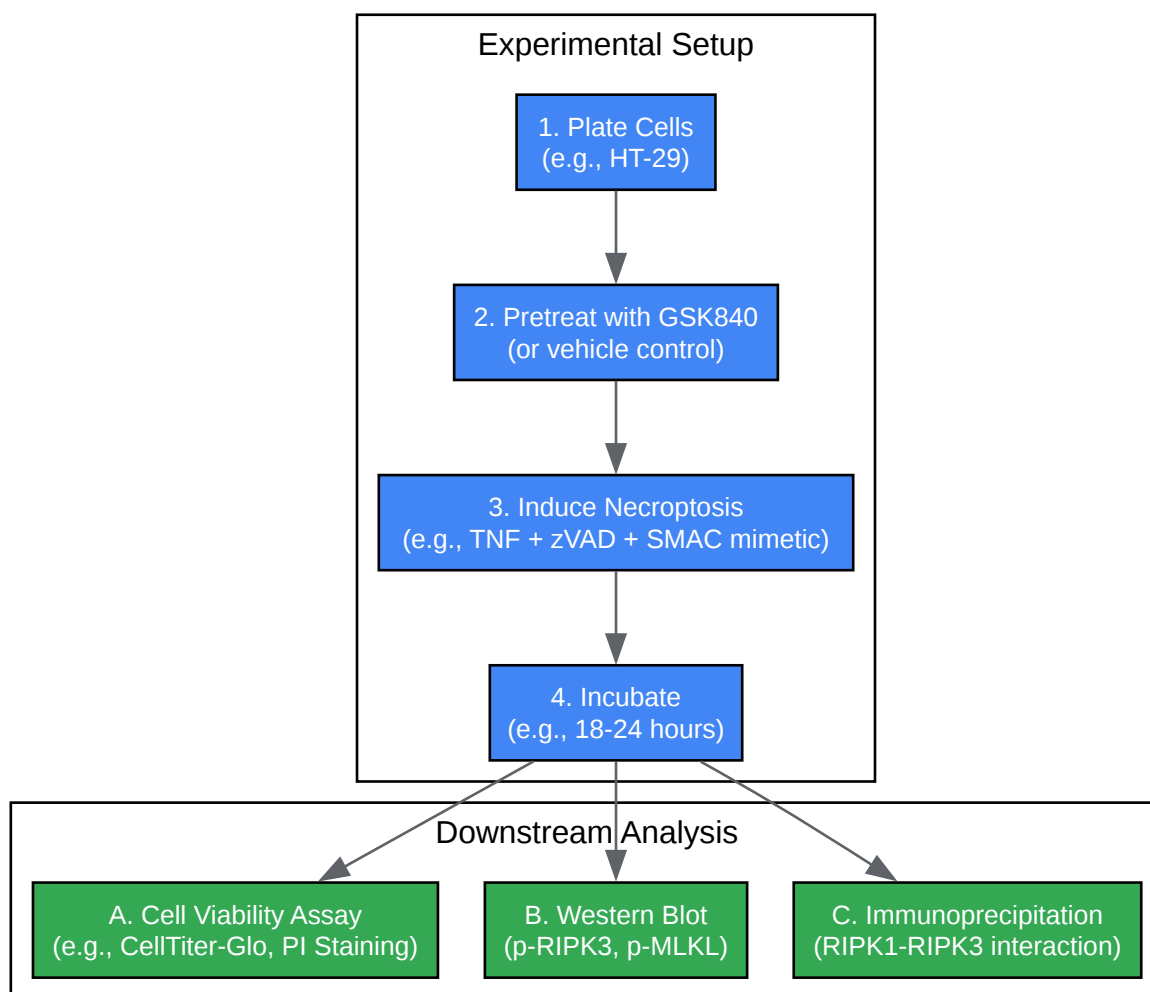 Experimental Setup
1. Plate Cells
(e.g., HT-29)
2. Pretreat with GSK840
(or vehicle control)
3. Induce Necroptosis
(e.g., TNF + zVAD + SMAC mimetic)
4. Incubate
(e.g., 18-24 hours)
Downstream Analysis
A. Cell Viability Assay
(e.g., CellTiter-Glo, PI Staining)
B. Western Blot
(p-RIPK3, p-MLKL)
C. Immunoprecipitation
(RIPK1-RIPK3 interaction)